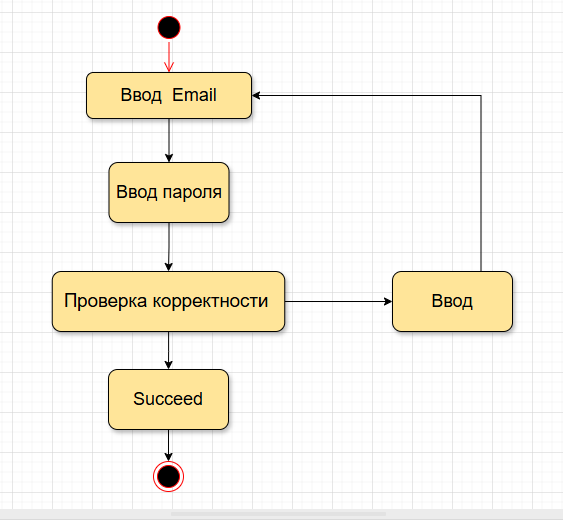 Ввод  Email
Ввод пароля
Проверка корректности
Ввод
Succeed